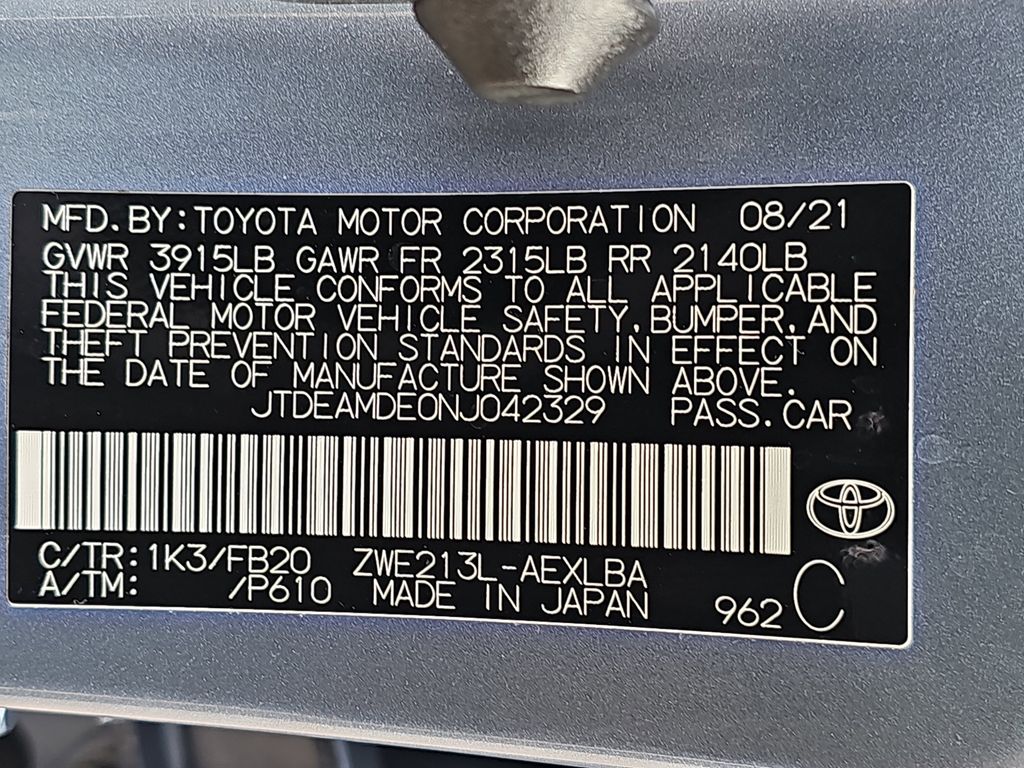 MFD. BY: TOYOTA MOTOR CORPORATION 08/21
GVWR 3915LB GAWR FR 2315LB RR 2140LB
THIS VEHICLE CONFORMS TO ALL APPLICABLE
FEDERAL MOTOR VEHICLE SAFETY, BUMPER, AND
THEFT PREVENTION STANDARDS IN EFFECT ON
THE DATE OF MANUFACTURE SHOWN ABOVE.
JTDEAMDE0NJ042329 PASS. CAR
C/TR: 1K3/FB20 ZWE213L-AEXLBA
A/TM: /P610 MADE IN JAPAN 962 C